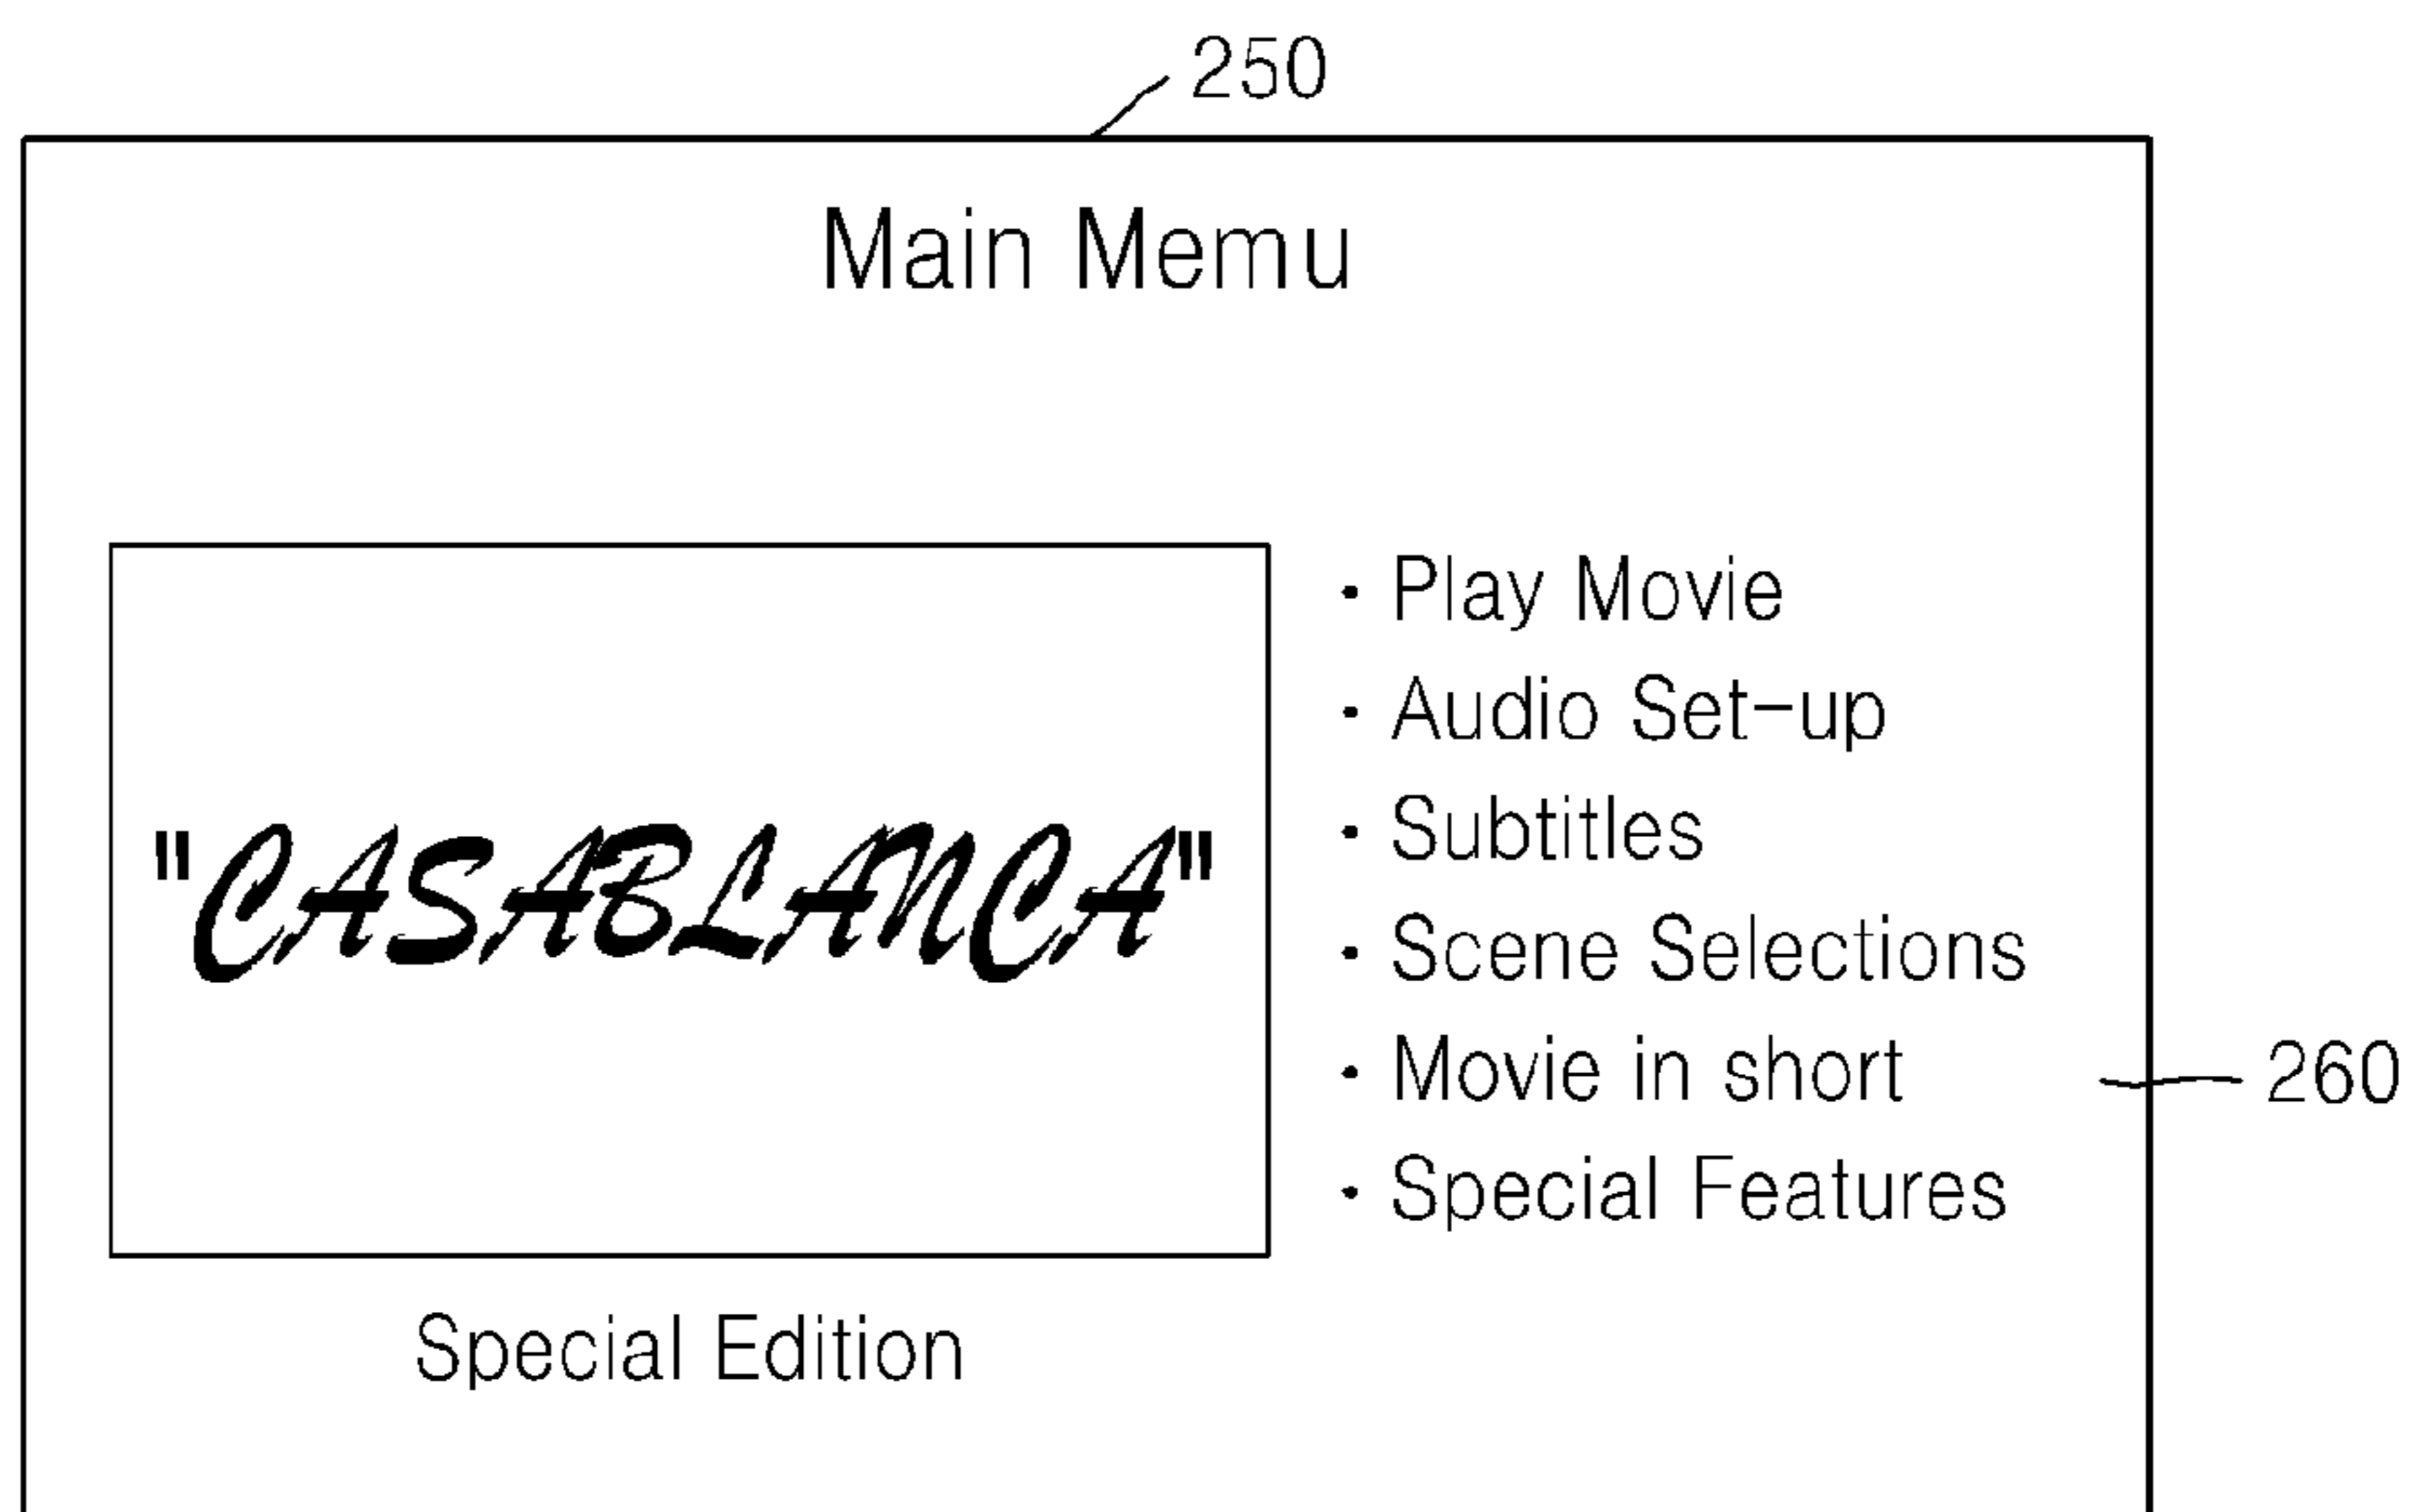 250
Main Memu
"CASABLANCA"
Special Edition
· Play Movie
· Audio Set-up
· Subtitles
· Scene Selections
· Movie in short
· Special Features
260